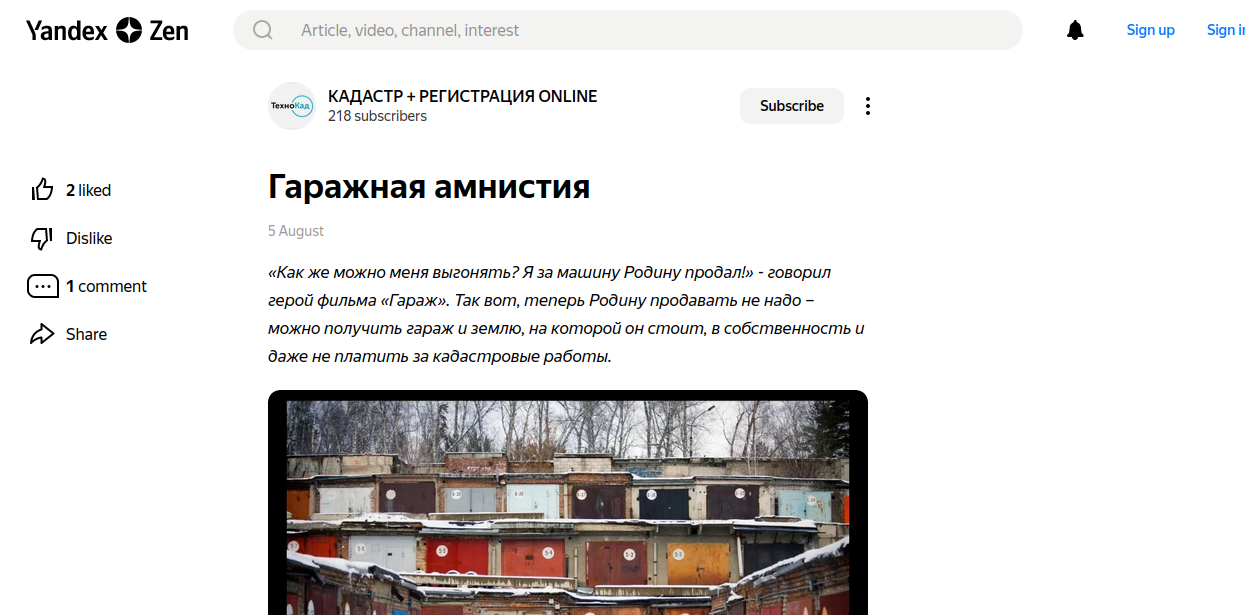 Yandex Zen
Article, video, channel, interest
Sign up
Sign in
ТехноКад
КАДАСТР + РЕГИСТРАЦИЯ ONLINE
218 subscribers
Subscribe
2 liked
Dislike
1 comment
Share
Гаражная амнистия
5 August
«Как же можно меня выгонять? Я за машину Родину продал!» - говорил
герой фильма «Гараж». Так вот, теперь Родину продавать не надо –
можно получить гараж и землю, на которой он стоит, в собственность и
даже не платить за кадастровые работы.